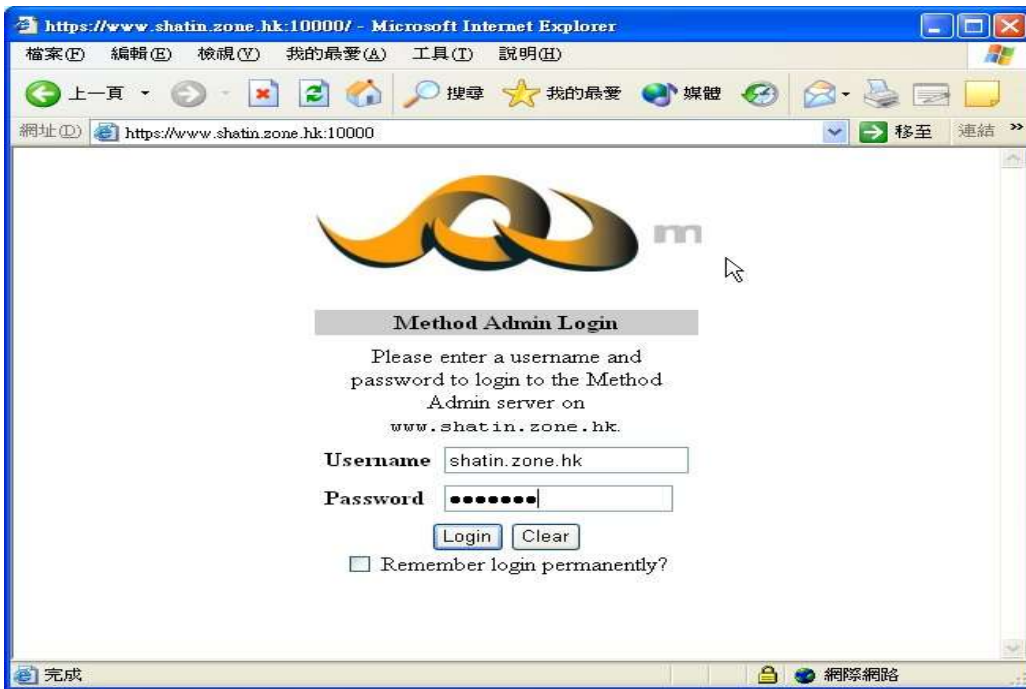 https://www.shatin.zone.hk:10000/ - Microsoft Internet Explorer
檔案(F) 編輯(E) 檢視(V) 我的最愛(A) 工具(T) 說明(H)
上一頁 搜尋 我的最愛 媒體
網址(D) https://www.shatin.zone.hk:10000 移至 連結 »
m
Method Admin Login
Please enter a username and
password to login to the Method
Admin server on
www.shatin.zone.hk.
Username shatin.zone.hk
Password •••••••
Login Clear
Remember login permanently?
完成 網際網路